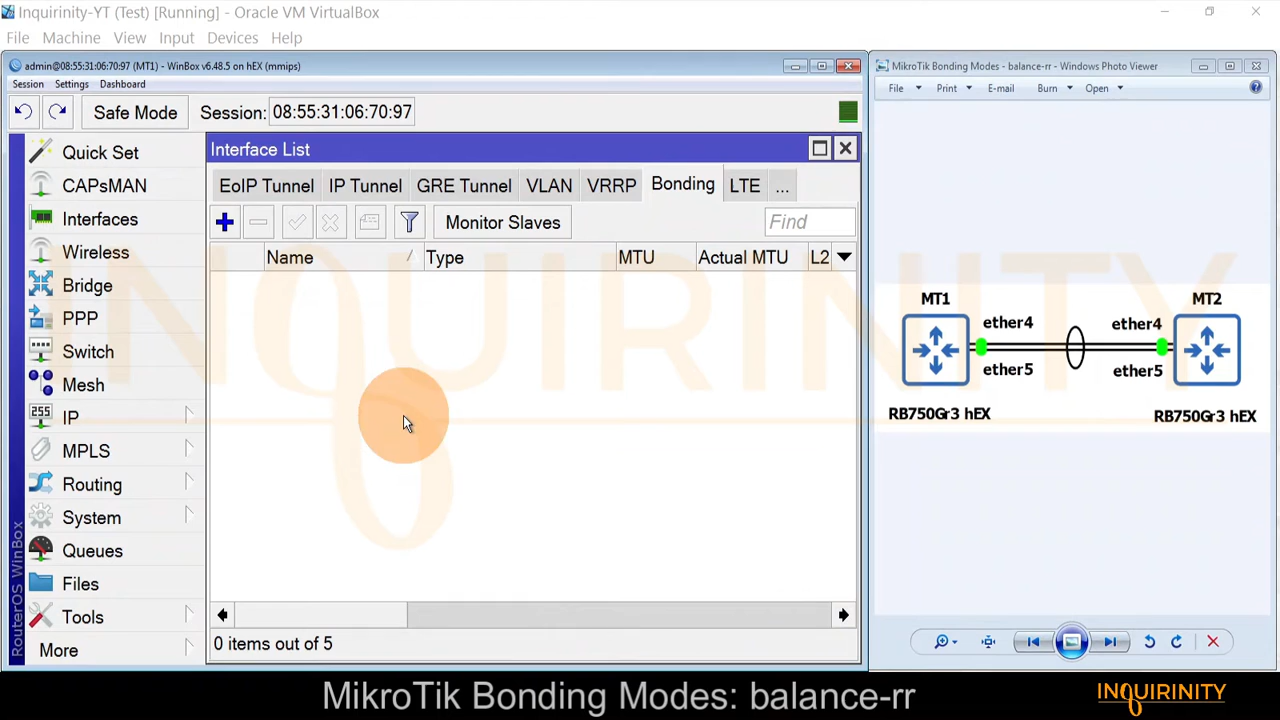 Inquirinity-YT (Test) [Running] - Oracle VM VirtualBox
File Machine View Input Devices Help
admin@08:55:31:06:70:97 (MT1) - WinBox v6.48.5 on hEX (mmips)
Session Settings Dashboard
Safe Mode Session: 08:55:31:06:70:97
Quick Set
CAPsMAN
Interfaces
Wireless
Bridge
PPP
Switch
Mesh
255 IP
MPLS
Routing
System
Queues
Files
Tools
More
RouterOS WinBox
Interface List
EoIP Tunnel IP Tunnel GRE Tunnel VLAN VRRP Bonding LTE ...
Monitor Slaves Find
Name Type MTU Actual MTU L2
0 items out of 5
MikroTik Bonding Modes - balance-rr - Windows Photo Viewer
File Print E-mail Burn Open
MT1 MT2
ether4 ether4
ether5 ether5
RB750Gr3 hEX RB750Gr3 hEX
INQUIRINITY
MikroTik Bonding Modes: balance-rr
INQUIRINITY